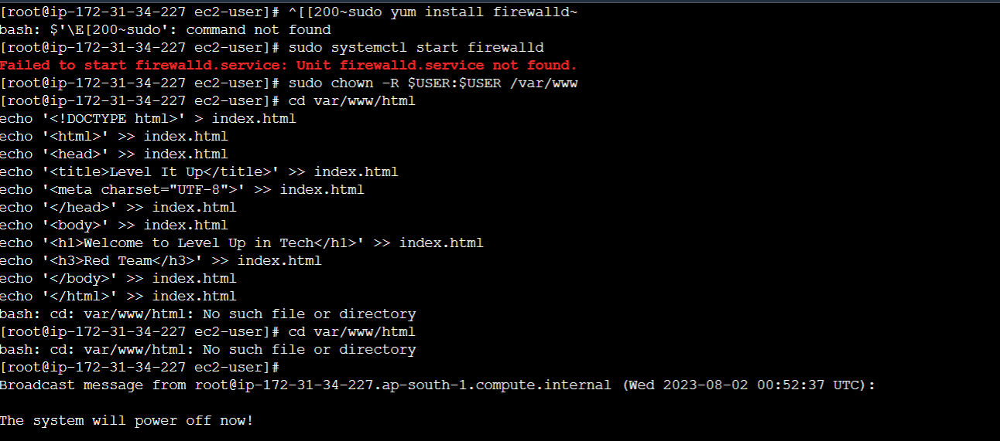 [root@ip-172-31-34-227 ec2-user]# ^[[200~sudo yum install firewalld~
bash: $'\E[200~sudo': command not found
[root@ip-172-31-34-227 ec2-user]# sudo systemctl start firewalld
Failed to start firewalld.service: Unit firewalld.service not found.
[root@ip-172-31-34-227 ec2-user]# sudo chown -R $USER:$USER /var/www
[root@ip-172-31-34-227 ec2-user]# cd var/www/html
echo '<!DOCTYPE html>' > index.html
echo '<html>' >> index.html
echo '<head>' >> index.html
echo '<title>Level It Up</title>' >> index.html
echo '<meta charset="UTF-8">' >> index.html
echo '</head>' >> index.html
echo '<body>' >> index.html
echo '<h1>Welcome to Level Up in Tech</h1>' >> index.html
echo '<h3>Red Team</h3>' >> index.html
echo '</body>' >> index.html
echo '</html>' >> index.html
bash: cd: var/www/html: No such file or directory
[root@ip-172-31-34-227 ec2-user]# cd var/www/html
bash: cd: var/www/html: No such file or directory
[root@ip-172-31-34-227 ec2-user]#
Broadcast message from root@ip-172-31-34-227.ap-south-1.compute.internal (Wed 2023-08-02 00:52:37 UTC):
The system will power off now!